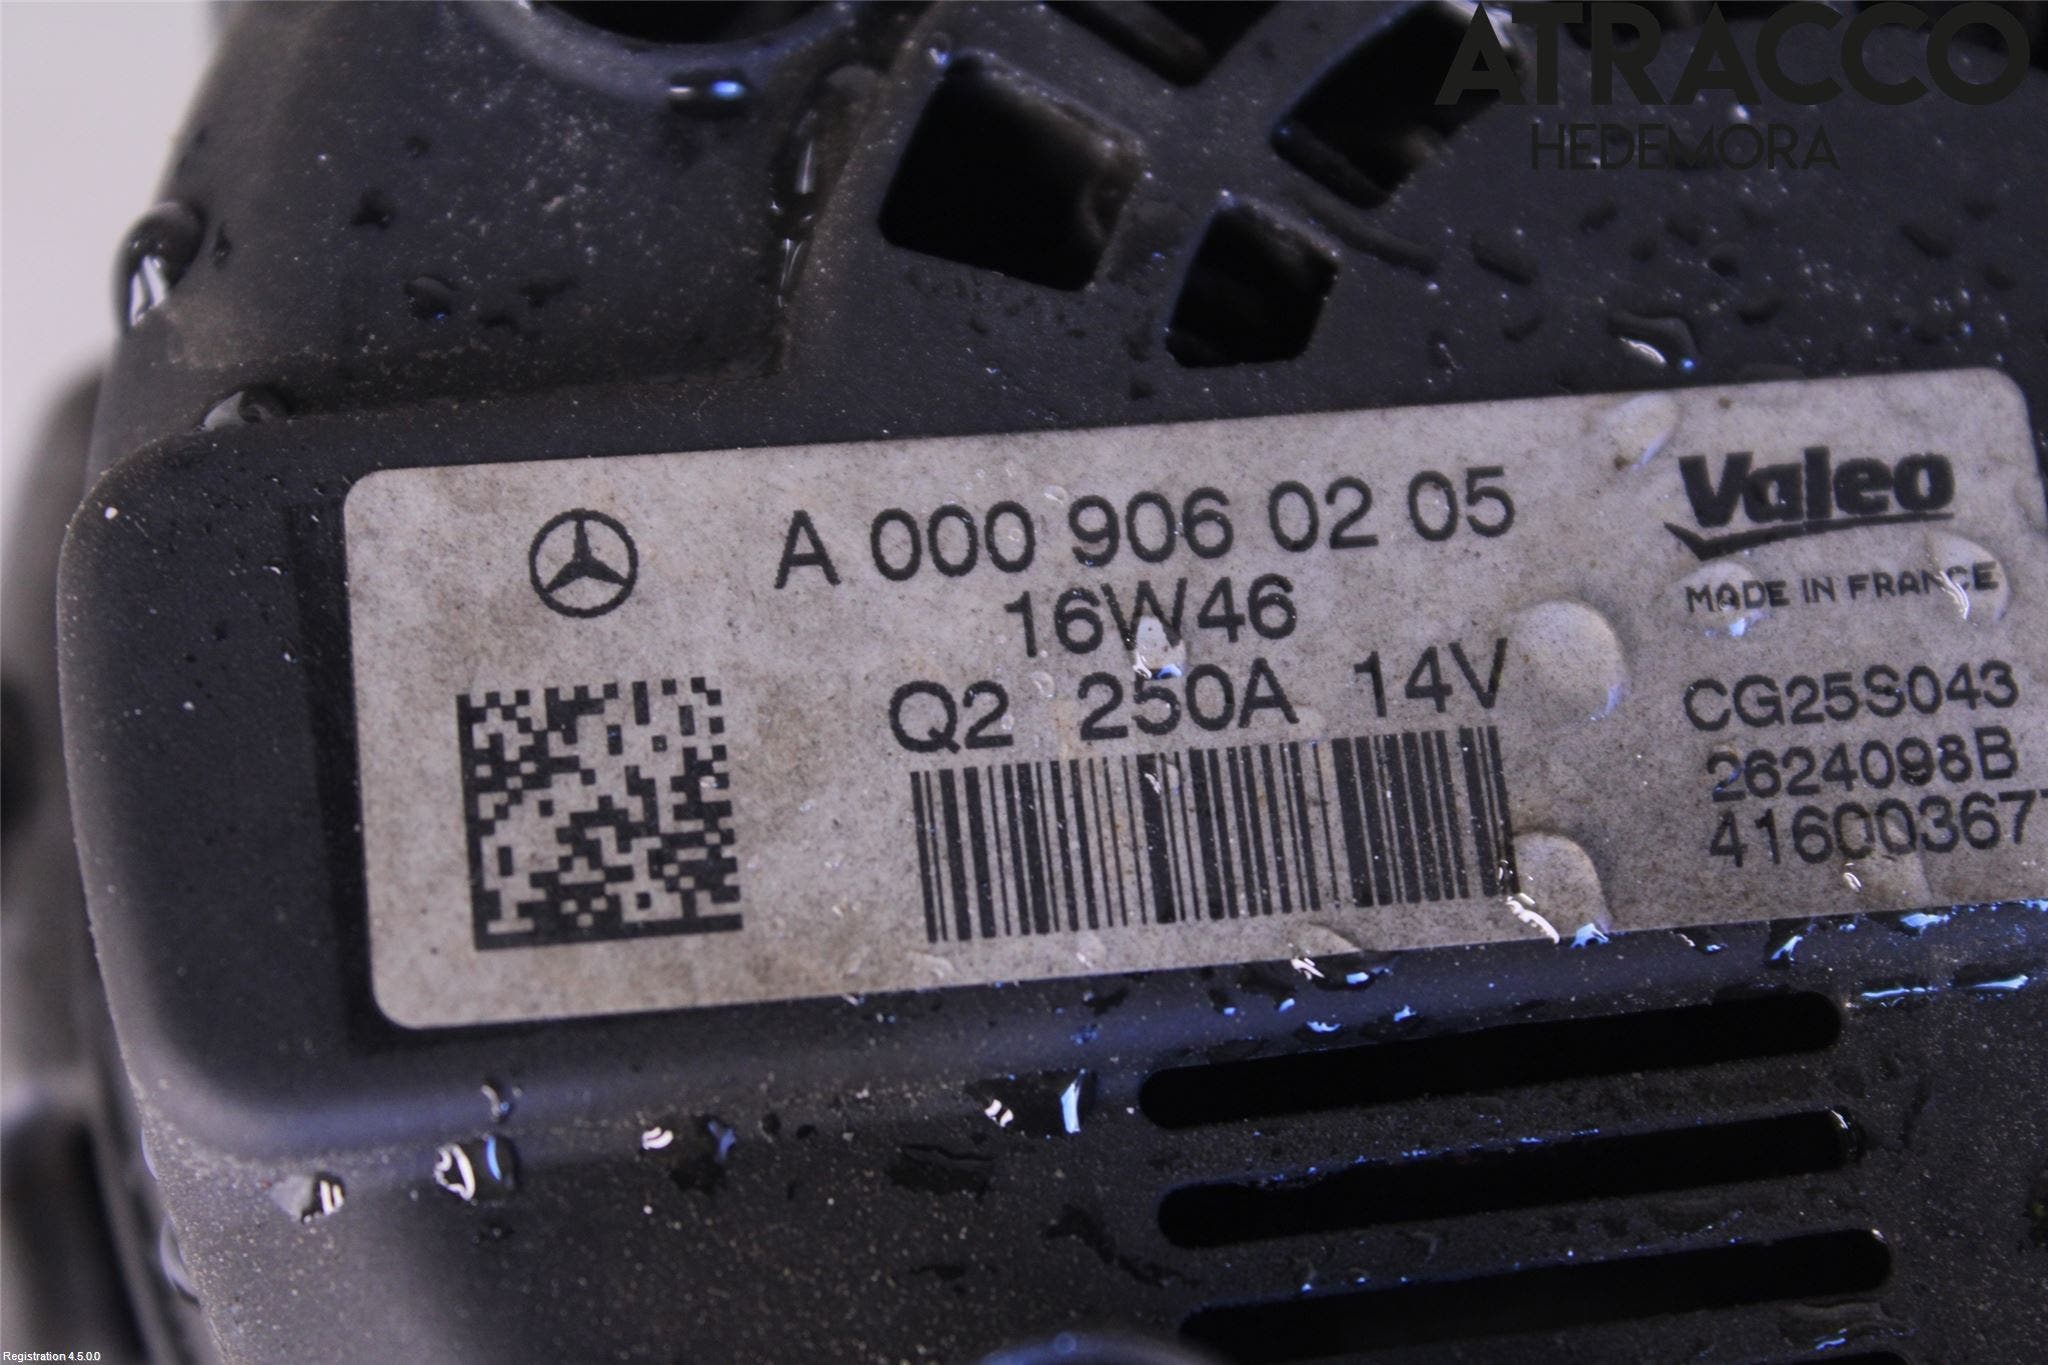 ATRACCO
HEDEMORA
A 000 906 02 05
16W46
Q2 250A 14V
Valeo
MADE IN FRANCE
CG25S043
2624098B
41600367
Registration 4.5.0.0